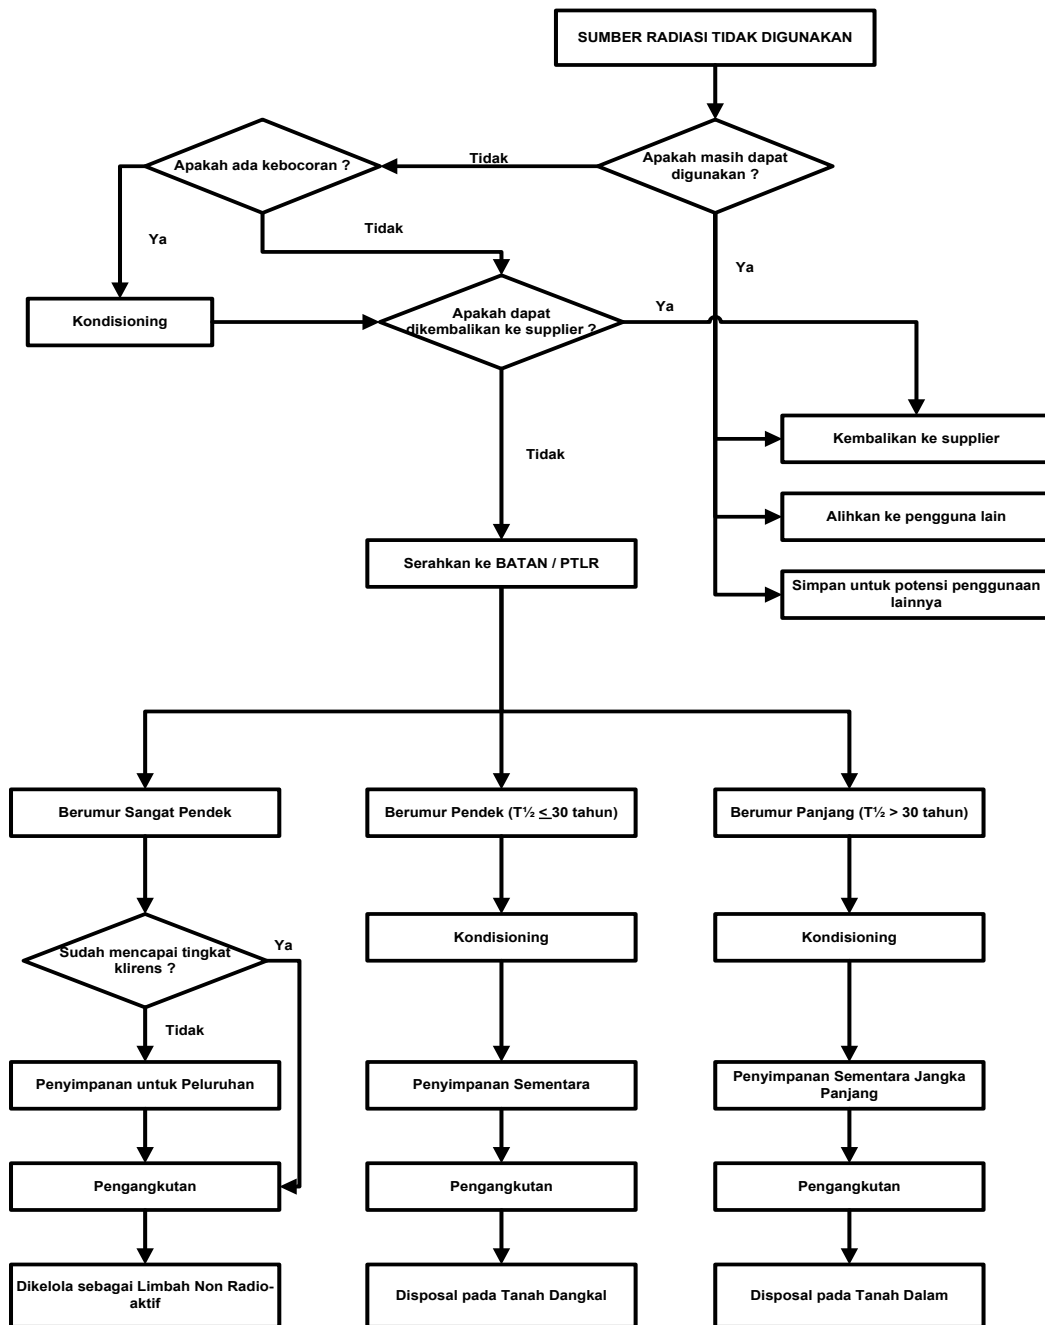 SUMBER RADIASI TIDAK DIGUNAKAN
Apakah ada kebocoran ?
Tidak
Apakah masih dapat
digunakan ?
Tidak
Ya
Ya
Kondisioning
Apakah dapat
dikembalikan ke supplier ?
Ya
Kembalikan ke supplier
Tidak
Alihkan ke pengguna lain
Serahkan ke BATAN / PTLR
Simpan untuk potensi penggunaan
lainnya
Berumur Sangat Pendek
Berumur Pendek (T½ ≤ 30 tahun)
Berumur Panjang (T½ > 30 tahun)
Sudah mencapai tingkat
klirens ?
Ya
Kondisioning
Kondisioning
Tidak
Penyimpanan untuk Peluruhan
Penyimpanan Sementara
Penyimpanan Sementara Jangka
Panjang
Pengangkutan
Pengangkutan
Pengangkutan
Dikelola sebagai Limbah Non Radio-
aktif
Disposal pada Tanah Dangkal
Disposal pada Tanah Dalam